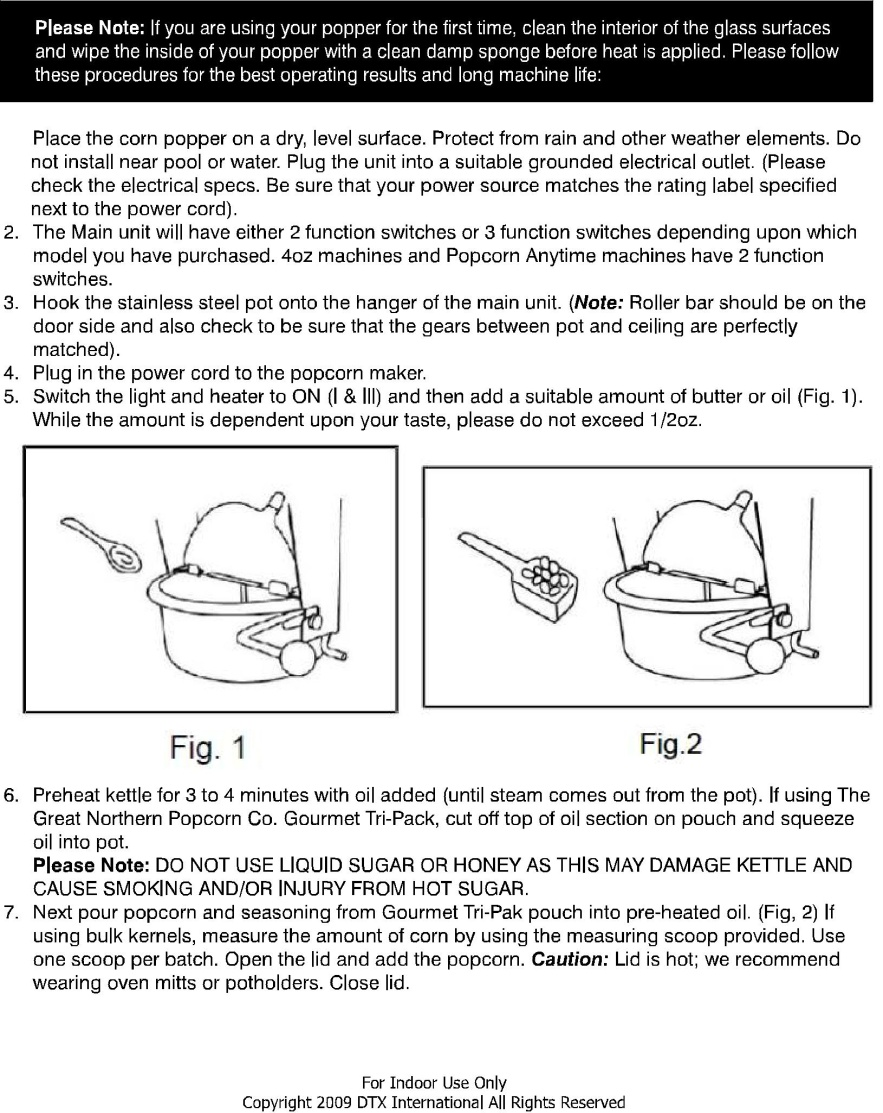 Please Note: If you are using your popper for the first time, clean the interior of the glass surfaces
and wipe the inside of your popper with a clean damp sponge before heat is applied. Please follow
these procedures for the best operating results and long machine life:
Place the corn popper on a dry, level surface. Protect from rain and other weather elements. Do
not install near pool or water. Plug the unit into a suitable grounded electrical outlet. (Please
check the electrical specs. Be sure that your power source matches the rating label specified
next to the power cord).
2. The Main unit will have either 2 function switches or 3 function switches depending upon which
model you have purchased. 4oz machines and Popcorn Anytime machines have 2 function
switches.
3. Hook the stainless steel pot onto the hanger of the main unit. (Note: Roller bar should be on the
door side and also check to be sure that the gears between pot and ceiling are perfectly
matched).
4. Plug in the power cord to the popcorn maker.
5. Switch the light and heater to ON (I & III) and then add a suitable amount of butter or oil (Fig. 1).
While the amount is dependent upon your taste, please do not exceed 1/2oz.
Fig. 1
Fig.2
6. Preheat kettle for 3 to 4 minutes with oil added (until steam comes out from the pot). If using The
Great Northern Popcorn Co. Gourmet Tri-Pack, cut off top of oil section on pouch and squeeze
oil into pot.
Please Note: DO NOT USE LIQUID SUGAR OR HONEY AS THIS MAY DAMAGE KETTLE AND
CAUSE SMOKING AND/OR INJURY FROM HOT SUGAR.
7. Next pour popcorn and seasoning from Gourmet Tri-Pak pouch into pre-heated oil. (Fig, 2) If
using bulk kernels, measure the amount of corn by using the measuring scoop provided. Use
one scoop per batch. Open the lid and add the popcorn. Caution: Lid is hot; we recommend
wearing oven mitts or potholders. Close lid.
For Indoor Use Only
Copyright 2009 DTX International All Rights Reserved